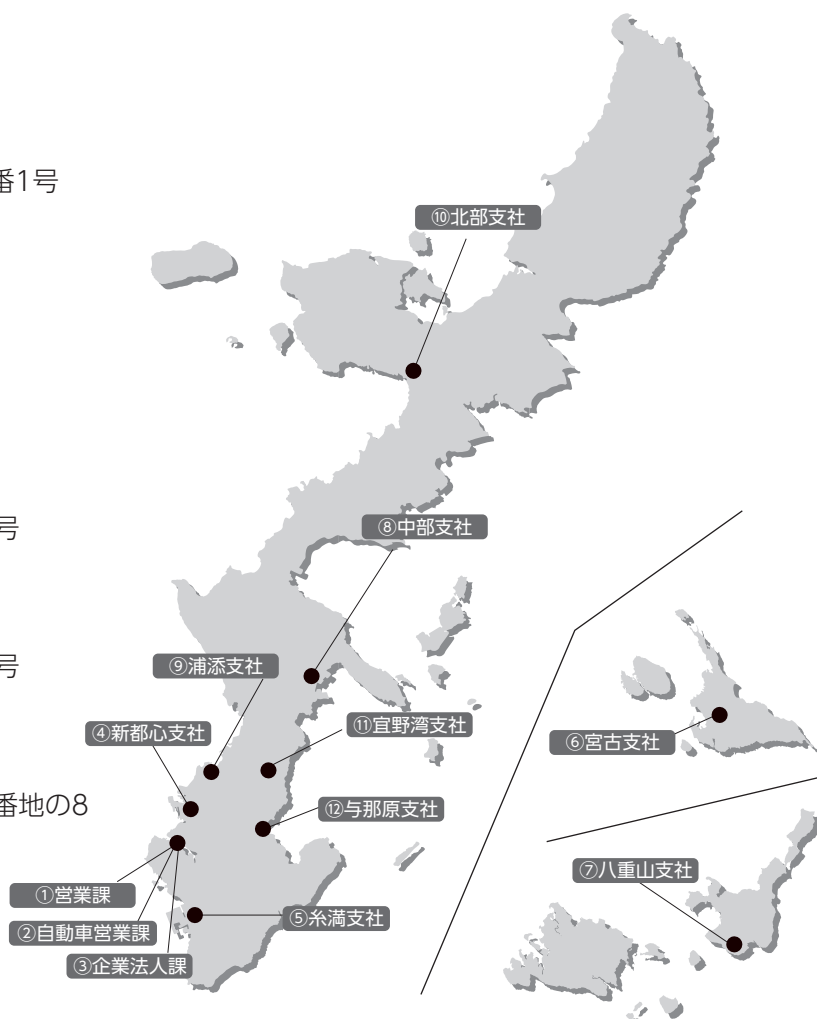 番1号
⑩北部支社
号
⑧中部支社
号
⑨浦添支社
④新都心支社
⑪宜野湾支社
⑥宮古支社
番地の8
⑫与那原支社
⑦八重山支社
①営業課
②自動車営業課
③企業法人課
⑤糸満支社